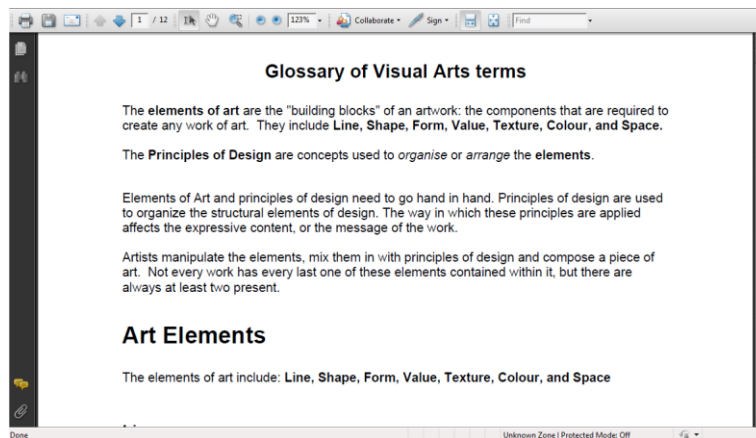 1 / 12 123% Collaborate Sign Find
Glossary of Visual Arts terms
The elements of art are the "building blocks" of an artwork: the components that are required to
create any work of art. They include Line, Shape, Form, Value, Texture, Colour, and Space.
The Principles of Design are concepts used to organise or arrange the elements.
Elements of Art and principles of design need to go hand in hand. Principles of design are used
to organize the structural elements of design. The way in which these principles are applied
affects the expressive content, or the message of the work.
Artists manipulate the elements, mix them in with principles of design and compose a piece of
art. Not every work has every last one of these elements contained within it, but there are
always at least two present.
Art Elements
The elements of art include: Line, Shape, Form, Value, Texture, Colour, and Space
Done Unknown Zone | Protected Mode: Off